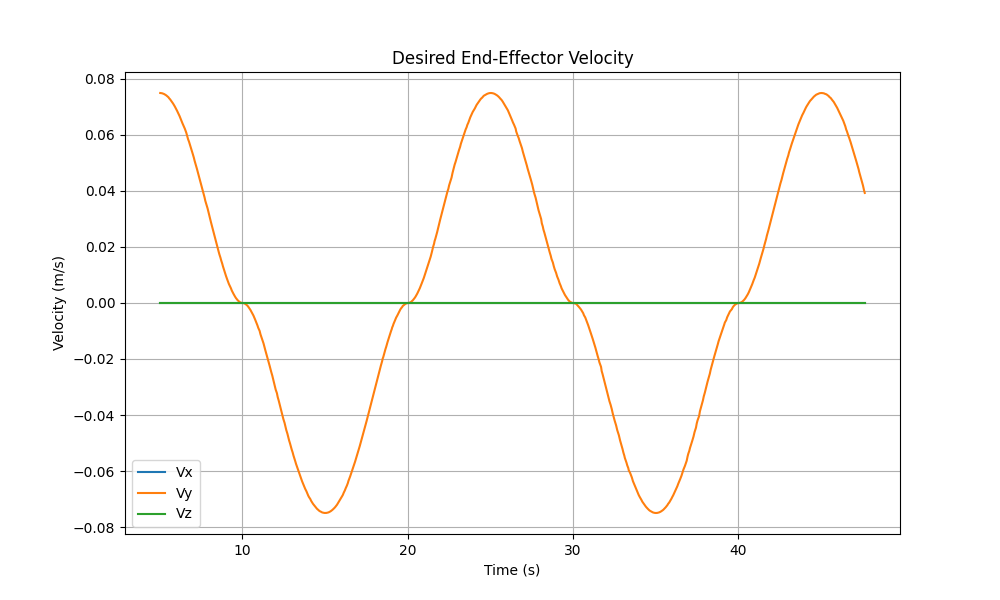 Desired End-Effector Velocity
Velocity (m/s)
0.08
0.06
0.04
0.02
0.00
−0.02
−0.04
−0.06
−0.08
Vx
Vy
Vz
10 20 30 40
Time (s)